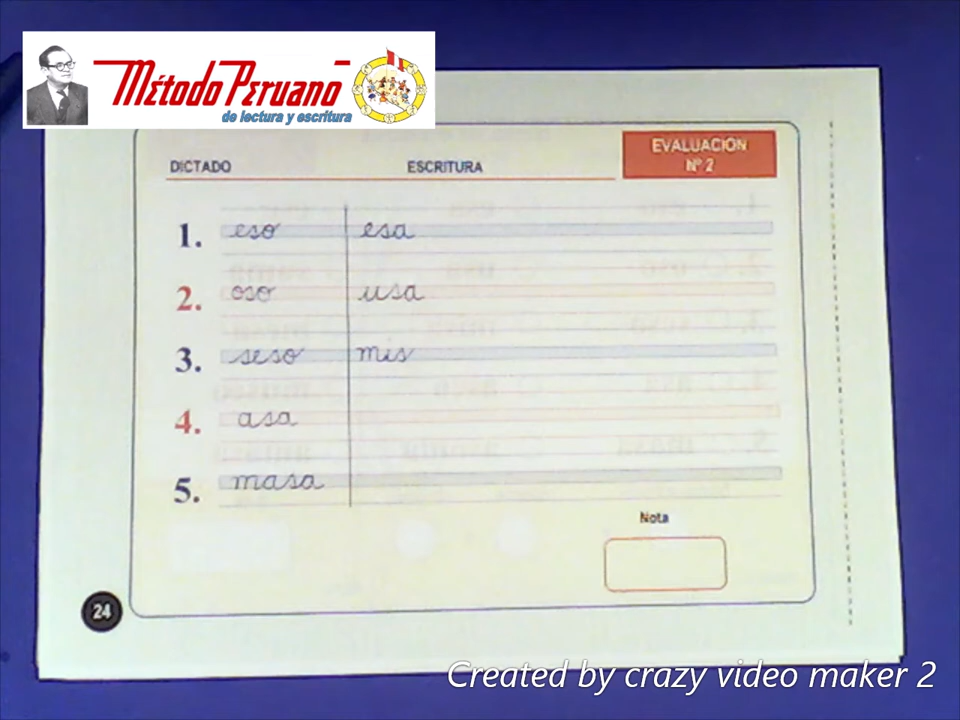 Método Peruano
de lectura y escritura
DICTADO ESCRITURA EVALUACIÓN
Nº 2
1. eso esa
2. oso usa
3. seso mis
4. asa
5. masa
Nota
24
Created by crazy video maker 2